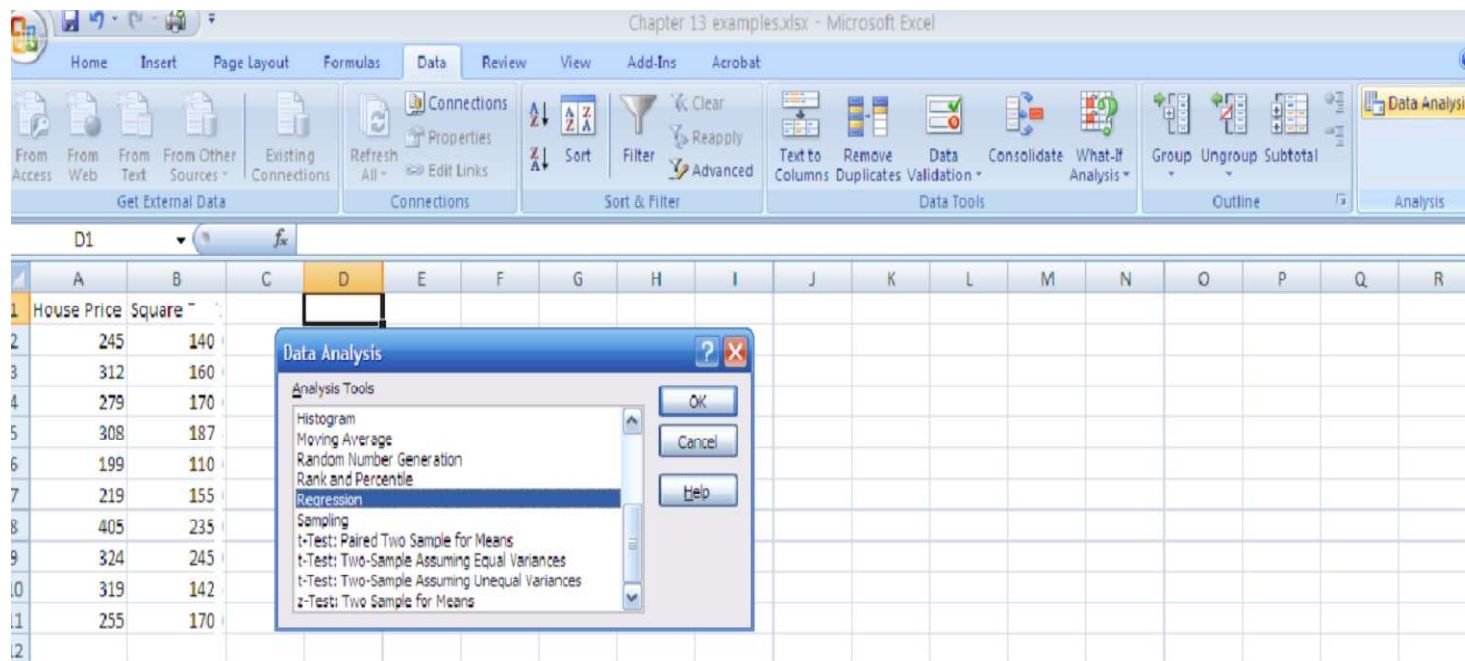 Chapter 13 examples.xlsx - Microsoft Excel
Home Insert Page Layout Formulas Data Review View Add-Ins Acrobat
From Access
From Web
From Text
From Other Sources
Existing Connections
Get External Data
Refresh All
Connections
Properties
Edit Links
Connections
Sort
Filter
Clear
Reapply
Advanced
Sort & Filter
Text to Columns
Remove Duplicates
Data Validation
Consolidate
What-If Analysis
Data Tools
Group
Ungroup
Subtotal
Outline
Data Analysi
Analysis
D1 fx
A B C D E F G H I J K L M N O P Q R
1 House Price Square
2 245 140
3 312 160
4 279 170
5 308 187
6 199 110
7 219 155
8 405 235
9 324 245
10 319 142
11 255 170
12
Data Analysis
Analysis Tools
Histogram
Moving Average
Random Number Generation
Rank and Percentile
Regression
Sampling
t-Test: Paired Two Sample for Means
t-Test: Two-Sample Assuming Equal Variances
t-Test: Two-Sample Assuming Unequal Variances
z-Test: Two Sample for Means
OK
Cancel
Help